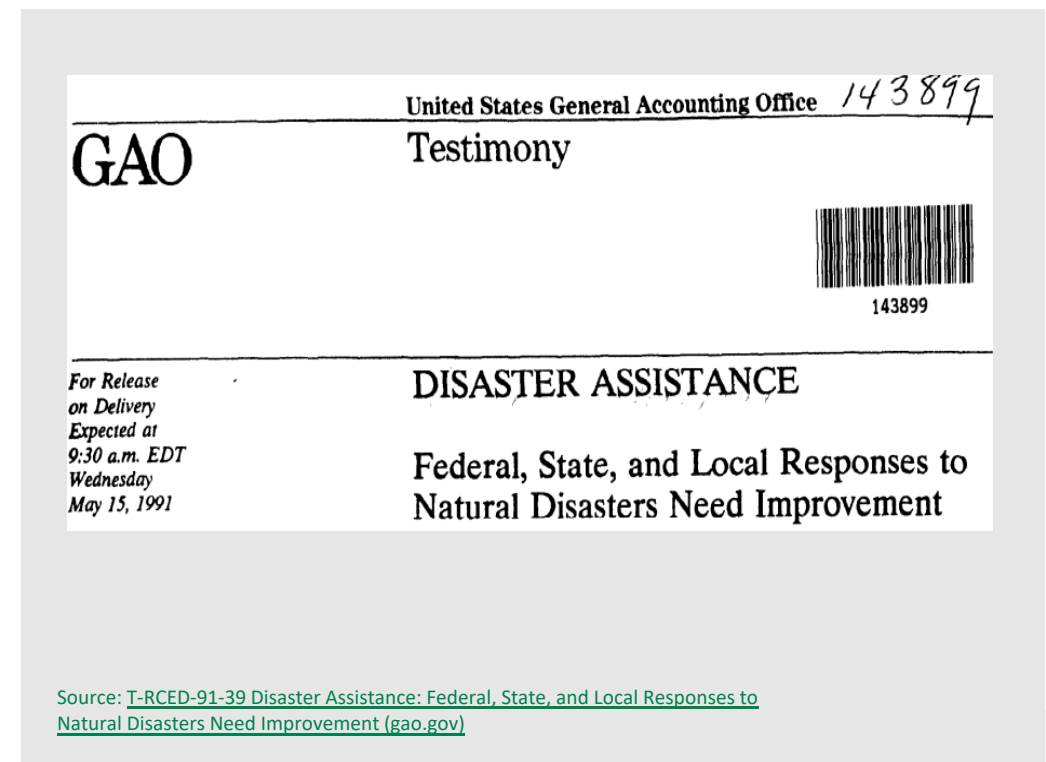 United States General Accounting Office 143899
GAO
Testimony
143899
For Release
on Delivery
Expected at
9:30 a.m. EDT
Wednesday
May 15, 1991
DISASTER ASSISTANCE
Federal, State, and Local Responses to
Natural Disasters Need Improvement
Source: T-RCED-91-39 Disaster Assistance: Federal, State, and Local Responses to
Natural Disasters Need Improvement (gao.gov)